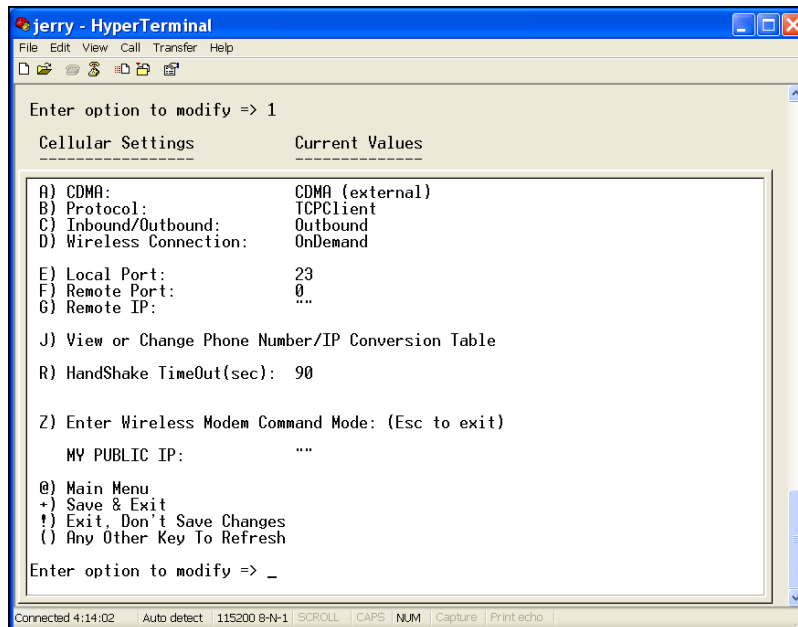 jerry - HyperTerminal
File Edit View Call Transfer Help
Enter option to modify => 1
Cellular Settings Current Values
----------------- --------------
A) CDMA: CDMA (external)
B) Protocol: TCPClient
C) Inbound/Outbound: Outbound
D) Wireless Connection: OnDemand
E) Local Port: 23
F) Remote Port: 0
G) Remote IP: ""
J) View or Change Phone Number/IP Conversion Table
R) HandShake TimeOut(sec): 90
Z) Enter Wireless Modem Command Mode: (Esc to exit)
MY PUBLIC IP: ""
@) Main Menu
+) Save & Exit
!) Exit, Don't Save Changes
() Any Other Key To Refresh
Enter option to modify => _
Connected 4:14:02 Auto detect 115200 8-N-1 SCROLL CAPS NUM Capture Print echo